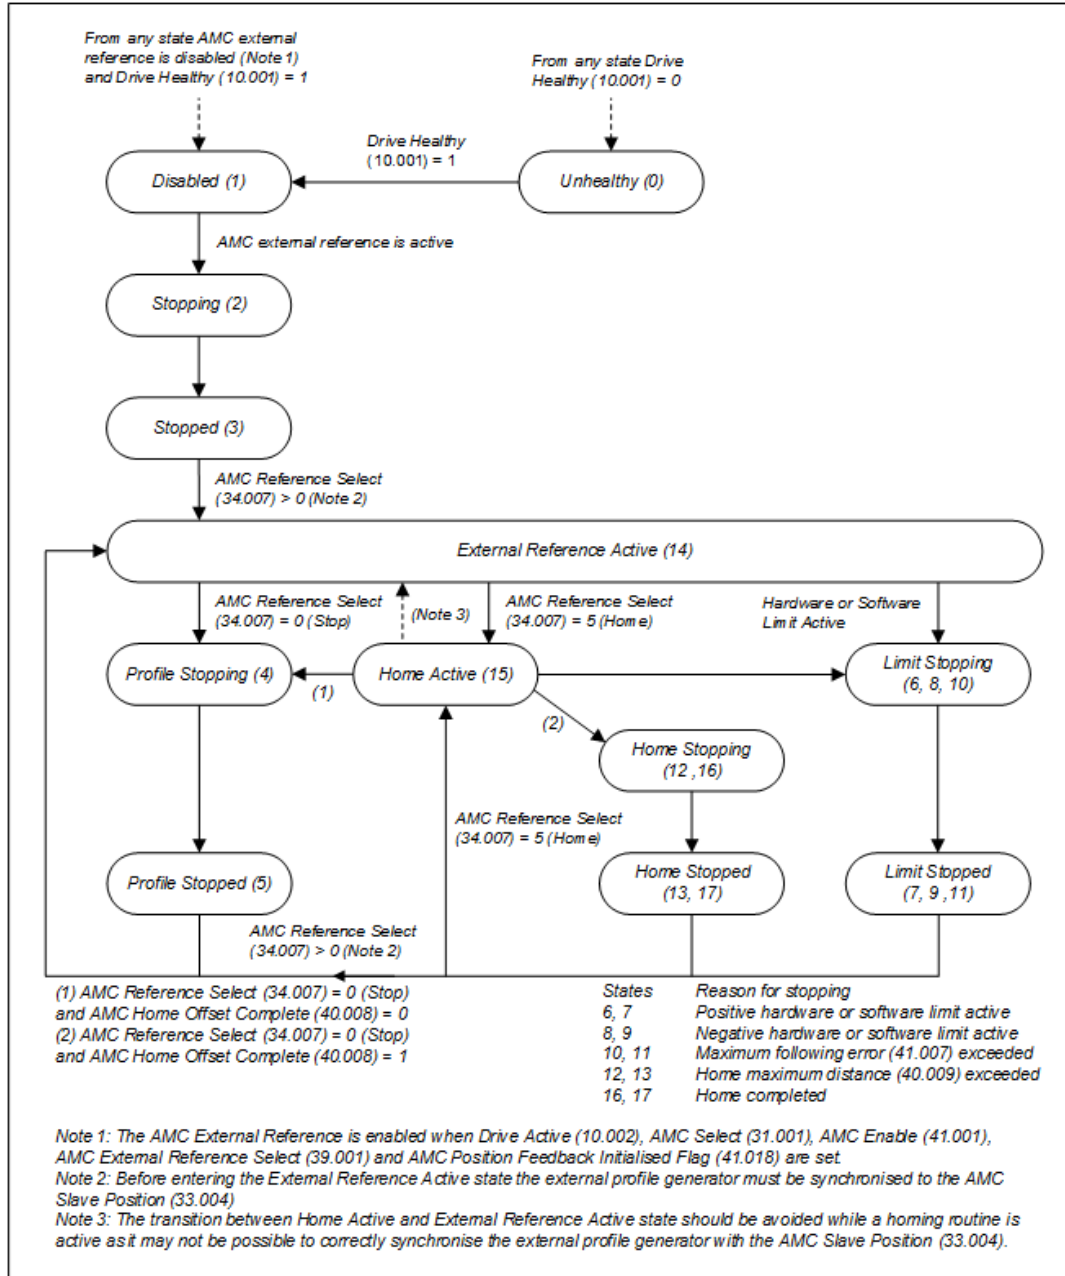 From any state AMC external
reference is disabled (Note 1)
and Drive Healthy (10.001) = 1
From any state Drive
Healthy (10.001) = 0
Drive Healthy
(10.001) = 1
Disabled (1)
Unhealthy (0)
AMC external reference is active
Stopping (2)
Stopped (3)
AMC Reference Select
(34.007) > 0 (Note 2)
External Reference Active (14)
AMC Reference Select
(34.007) = 0 (Stop)
(Note 3)
AMC Reference Select
(34.007) = 5 (Home)
Hardware or Software
Limit Active
Profile Stopping (4)
(1)
Home Active (15)
Limit Stopping
(6, 8, 10)
(2)
Home Stopping
(12 ,16)
AMC Reference Select
(34.007) = 5 (Home)
Profile Stopped (5)
Home Stopped
(13, 17)
Limit Stopped
(7, 9 ,11)
AMC Reference Select
(34.007) > 0 (Note 2)
(1) AMC Reference Select (34.007) = 0 (Stop)
and AMC Home Offset Complete (40.008) = 0
(2) AMC Reference Select (34.007) = 0 (Stop)
and AMC Home Offset Complete (40.008) = 1
States Reason for stopping
6, 7 Positive hardware or software limit active
8, 9 Negative hardware or software limit active
10, 11 Maximum following error (41.007) exceeded
12, 13 Home maximum distance (40.009) exceeded
16, 17 Home completed
Note 1: The AMC External Reference is enabled when Drive Active (10.002), AMC Select (31.001), AMC Enable (41.001),
AMC External Reference Select (39.001) and AMC Position Feedback Initialised Flag (41.018) are set.
Note 2: Before entering the External Reference Active state the external profile generator must be synchronised to the AMC
Slave Position (33.004)
Note 3: The transition between Home Active and External Reference Active state should be avoided while a homing routine is
active as it may not be possible to correctly synchronise the external profile generator with the AMC Slave Position (33.004).